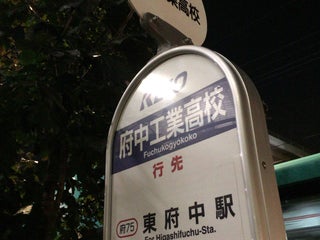 業高校
KEIO
府中工業高校
Fuchukogyokoko
行先
府75 東府中駅
For Higashifuchu-Sta.